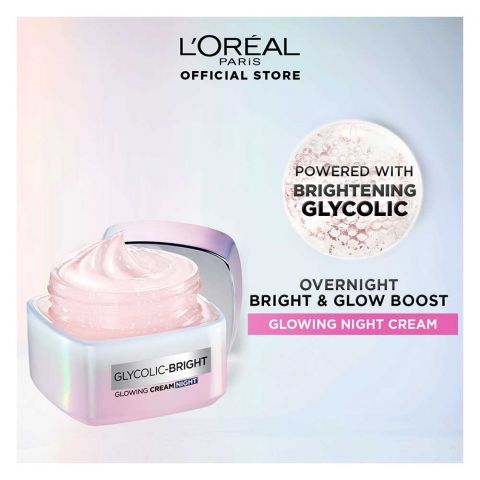 L'ORÉAL
PARIS
OFFICIAL STORE
POWERED WITH
BRIGHTENING
GLYCOLIC
OVERNIGHT
BRIGHT & GLOW BOOST
GLOWING NIGHT CREAM
GLYCOLIC-BRIGHT
GLOWING CREAM NIGHT